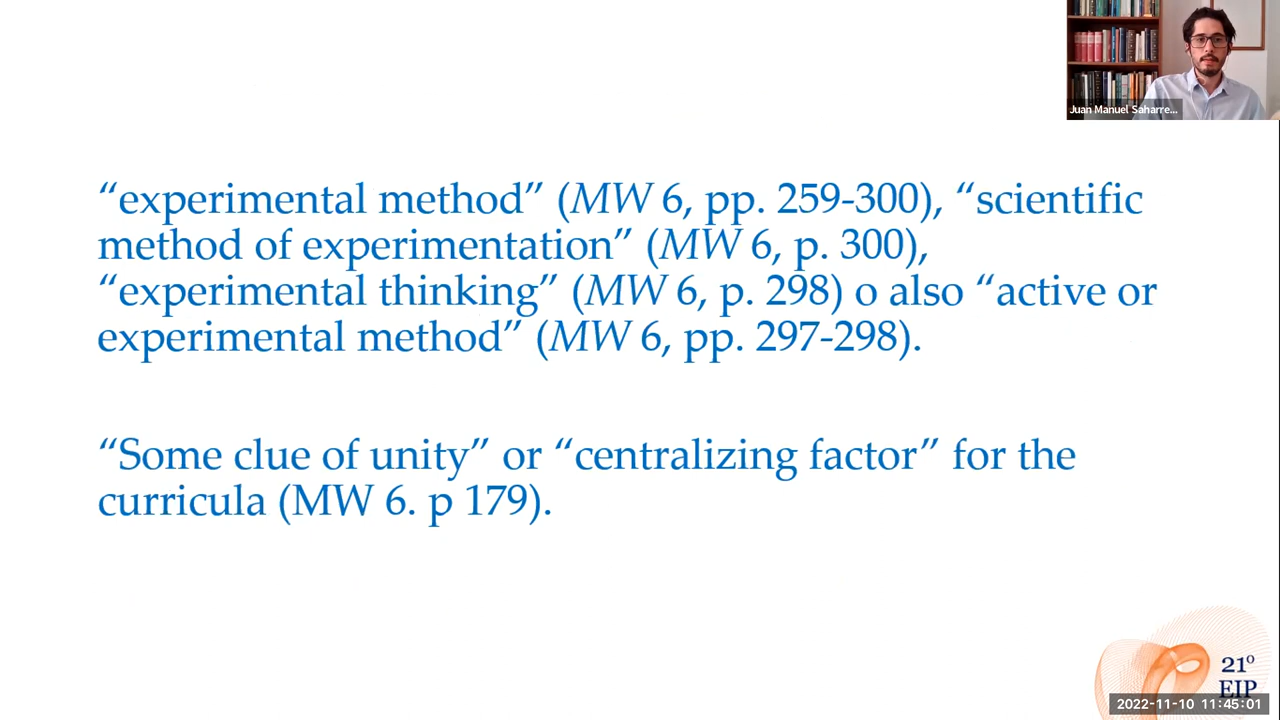 Juan Manuel Saharre...
“experimental method” (MW 6, pp. 259-300), “scientific
method of experimentation” (MW 6, p. 300),
“experimental thinking” (MW 6, p. 298) o also “active or
experimental method” (MW 6, pp. 297-298).
“Some clue of unity” or “centralizing factor” for the
curricula (MW 6. p 179).
21º
EIP
2022-11-10 11:45:01